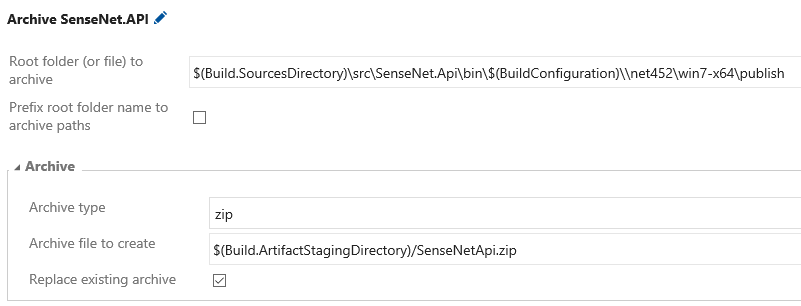 Archive SenseNet.API
Root folder (or file) to
archive
$(Build.SourcesDirectory)\src\SenseNet.Api\bin\$(BuildConfiguration)\\net452\win7-x64\publish
Prefix root folder name to
archive paths
Archive
Archive type
zip
Archive file to create
$(Build.ArtifactStagingDirectory)/SenseNetApi.zip
Replace existing archive